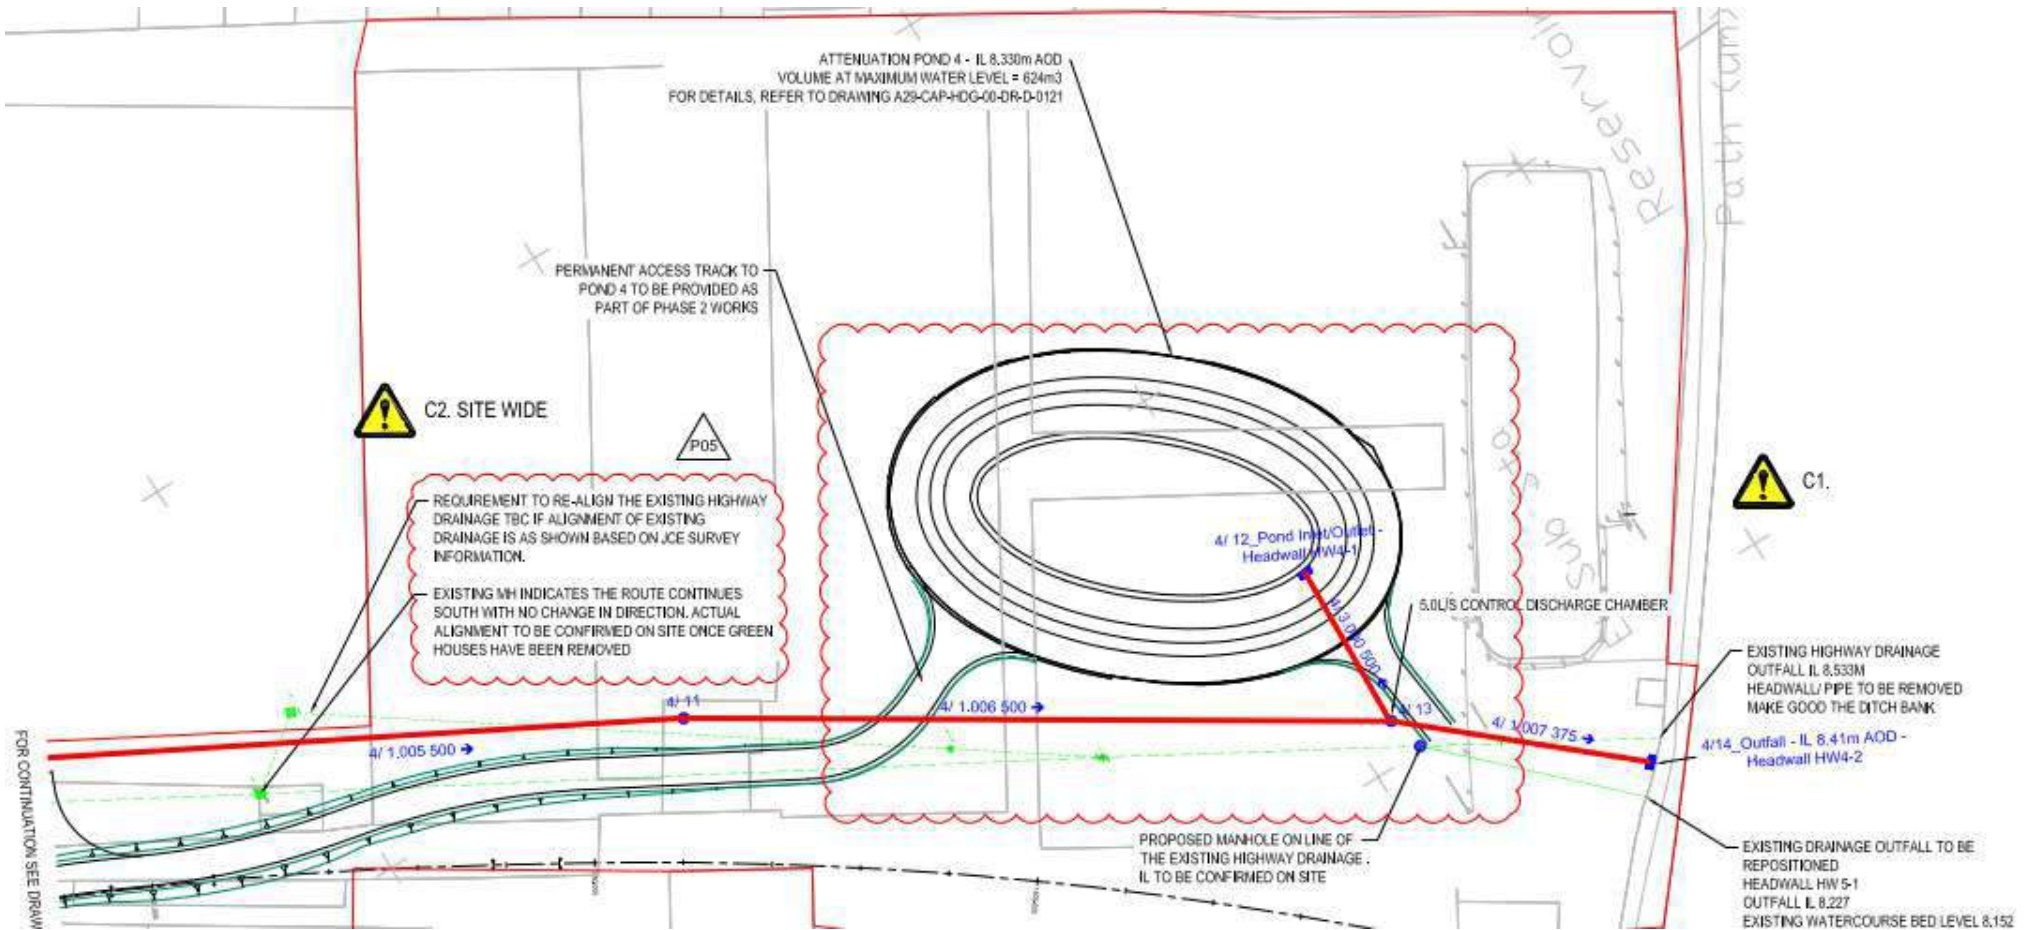 ATTENUATION POND 4 - IL 8.330m AOD
VOLUME AT MAXIMUM WATER LEVEL = 624m3
FOR DETAILS, REFER TO DRAWING A29-CAP-HDG-00-DR-D-0121
Reservoir
Path (um)
PERMANENT ACCESS TRACK TO
POND 4 TO BE PROVIDED AS
PART OF PHASE 2 WORKS
C2. SITE WIDE
P05
REQUIREMENT TO RE-ALIGN THE EXISTING HIGHWAY
DRAINAGE TBC IF ALIGNMENT OF EXISTING
DRAINAGE IS AS SHOWN BASED ON JCE SURVEY
INFORMATION.
EXISTING MH INDICATES THE ROUTE CONTINUES
SOUTH WITH NO CHANGE IN DIRECTION. ACTUAL
ALIGNMENT TO BE CONFIRMED ON SITE ONCE GREEN
HOUSES HAVE BEEN REMOVED
C1.
4/ 12_Pond Inlet/Outlet -
Headwall HW4-1
5.0L/S CONTROL DISCHARGE CHAMBER
El Sub Sta
EXISTING HIGHWAY DRAINAGE
OUTFALL IL 8.533M
HEADWALL/ PIPE TO BE REMOVED
MAKE GOOD THE DITCH BANK
4/ 11
4/ 1.006 500
4/ 13
4/ 1.007 375
4/ 1.005 500
4/14_Outfall - IL 8.41m AOD -
Headwall HW4-2
PROPOSED MANHOLE ON LINE OF
THE EXISTING HIGHWAY DRAINAGE .
IL TO BE CONFIRMED ON SITE
EXISTING DRAINAGE OUTFALL TO BE
REPOSITIONED
HEADWALL HW 5-1
OUTFALL IL 8.227
EXISTING WATERCOURSE BED LEVEL 8.152
FOR CONTINUATION SEE